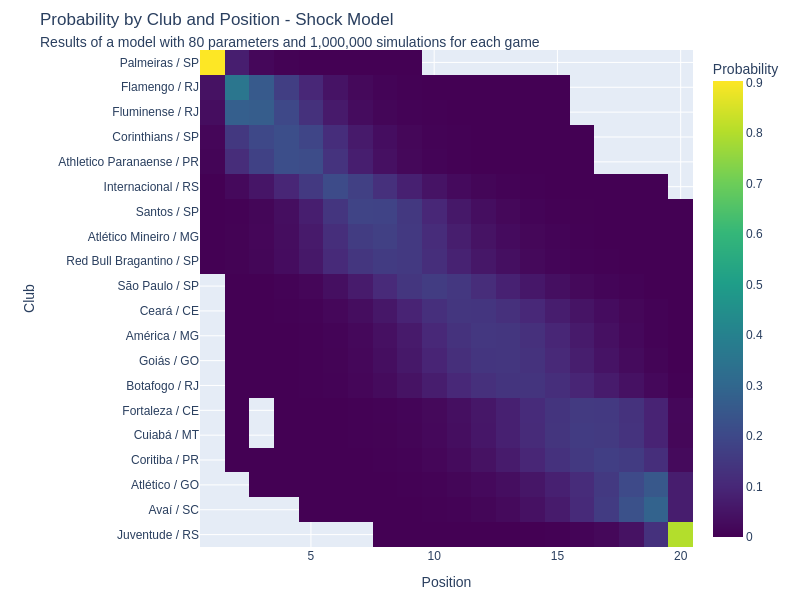 Probability by Club and Position - Shock Model
Results of a model with 80 parameters and 1,000,000 simulations for each game
Probability
Palmeiras / SP
Flamengo / RJ
Fluminense / RJ
Corinthians / SP
Athletico Paranaense / PR
Internacional / RS
Santos / SP
Atlético Mineiro / MG
Red Bull Bragantino / SP
São Paulo / SP
Ceará / CE
América / MG
Goiás / GO
Botafogo / RJ
Fortaleza / CE
Cuiabá / MT
Coritiba / PR
Atlético / GO
Avaí / SC
Juventude / RS
Club
5
10
15
20
Position
0.9
0.8
0.7
0.6
0.5
0.4
0.3
0.2
0.1
0